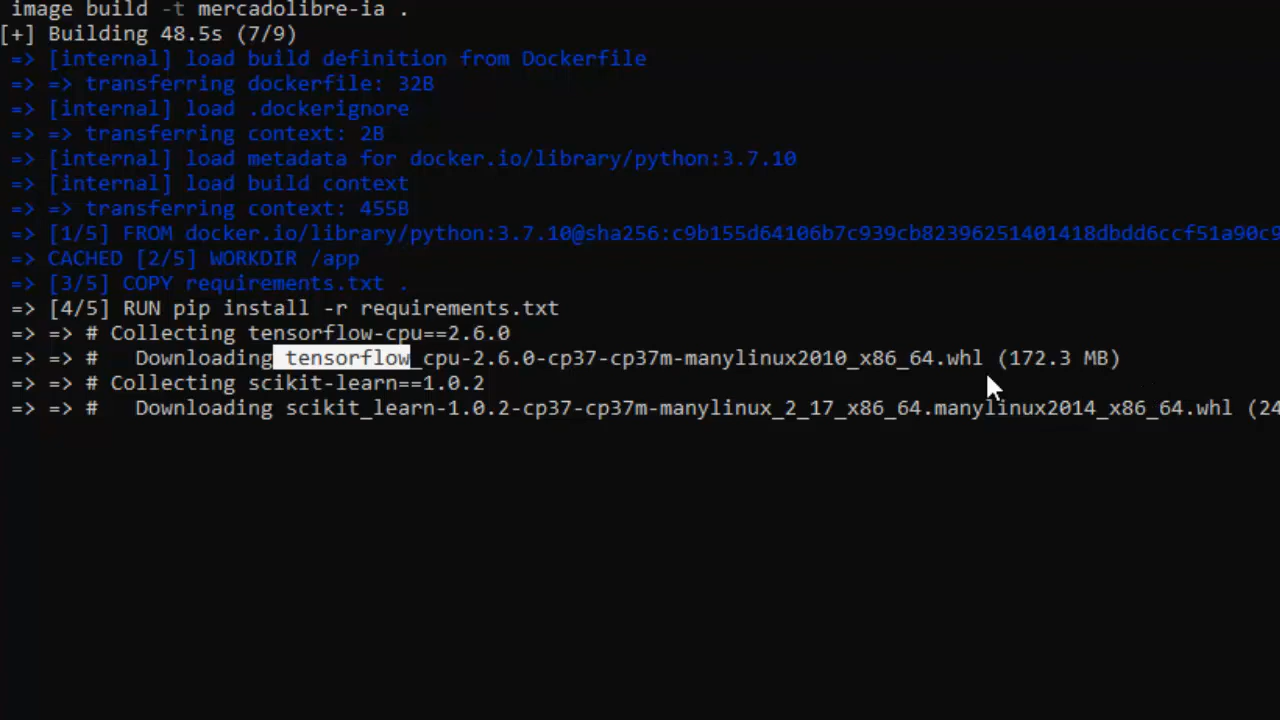 image build -t mercadolibre-ia .
[+] Building 48.5s (7/9)
=> [internal] load build definition from Dockerfile
=> => transferring dockerfile: 32B
=> [internal] load .dockerignore
=> => transferring context: 2B
=> [internal] load metadata for docker.io/library/python:3.7.10
=> [internal] load build context
=> => transferring context: 455B
=> [1/5] FROM docker.io/library/python:3.7.10@sha256:c9b155d64106b7c939cb82396251401418dbdd6ccf51a90c9
=> CACHED [2/5] WORKDIR /app
=> [3/5] COPY requirements.txt .
=> [4/5] RUN pip install -r requirements.txt
=> => # Collecting tensorflow-cpu==2.6.0
=> => #   Downloading tensorflow_cpu-2.6.0-cp37-cp37m-manylinux2010_x86_64.whl (172.3 MB)
=> => # Collecting scikit-learn==1.0.2
=> => #   Downloading scikit_learn-1.0.2-cp37-cp37m-manylinux_2_17_x86_64.manylinux2014_x86_64.whl (24